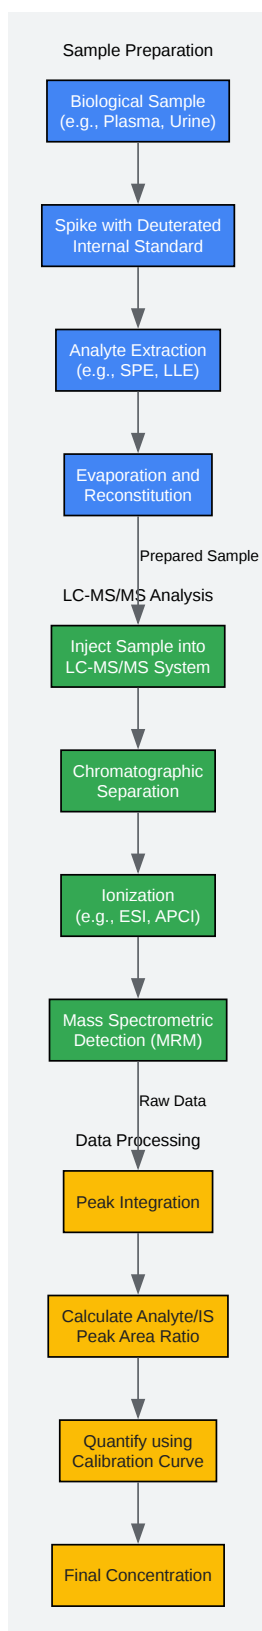 Sample Preparation
Biological Sample
(e.g., Plasma, Urine)
Spike with Deuterated
Internal Standard
Analyte Extraction
(e.g., SPE, LLE)
Evaporation and
Reconstitution
Prepared Sample
LC-MS/MS Analysis
Inject Sample into
LC-MS/MS System
Chromatographic
Separation
Ionization
(e.g., ESI, APCI)
Mass Spectrometric
Detection (MRM)
Raw Data
Data Processing
Peak Integration
Calculate Analyte/IS
Peak Area Ratio
Quantify using
Calibration Curve
Final Concentration